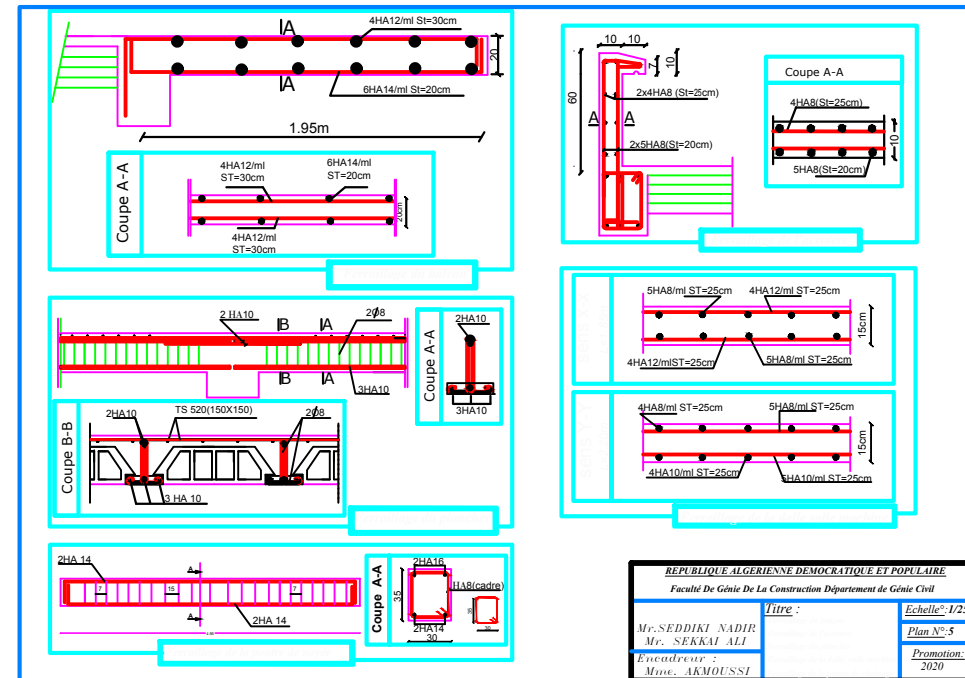 A
4HA12/ml St=30cm
20
A
6HA14/ml St=20cm
1.95m
Coupe A-A
4HA12/ml
ST=30cm
6HA14/ml
ST=20cm
20cm
4HA12/ml
ST=30cm
10 10
7
10
60
2x4HA8 (St=25cm)
A A
2x5HA8(St=20cm)
Coupe A-A
4HA8(St=25cm)
10
5HA8(St=20cm)
2 HA10
B
A
2Ø8
B
A
3HA10
Coupe A-A
2HA10
3HA10
Coupe B-B
2HA10
TS 520(150X150)
2Ø8
3 HA 10
5HA8/ml ST=25cm
4HA12/ml ST=25cm
15cm
4HA12/mlST=25cm
5HA8/ml ST=25cm
4HA8/ml ST=25cm
5HA8/ml ST=25cm
15cm
4HA10/ml ST=25cm
5HA10/ml ST=25cm
2HA 14
A
7
15
7
A
2HA 14
Coupe A-A
2HA16
HA8(cadre)
35
2HA14
30
REPUBLIQUE ALGERIENNE DEMOCRATIQUE ET POPULAIRE
Faculté De Génie De La Construction Département de Génie Civil
Mr.SEDDIKI NADIR
Mr. SEKKAI ALI
Encadreur :
Mme. AKMOUSSI
Titre :
Echelle°:1/25
Plan N°:5
Promotion:
2020